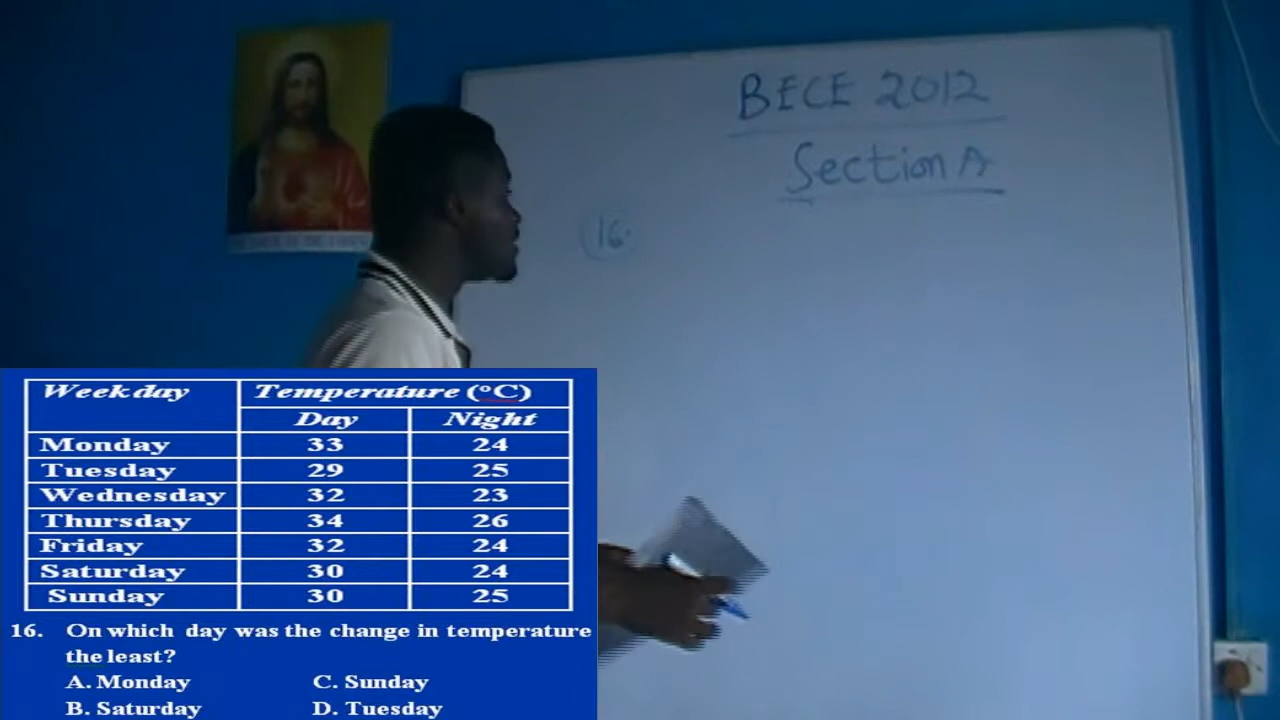 BECE 2012
Section A
16.
Weekday Temperature (°C)
Day Night
Monday 33 24
Tuesday 29 25
Wednesday 32 23
Thursday 34 26
Friday 32 24
Saturday 30 24
Sunday 30 25
16. On which day was the change in temperature
the least?
A. Monday C. Sunday
B. Saturday D. Tuesday